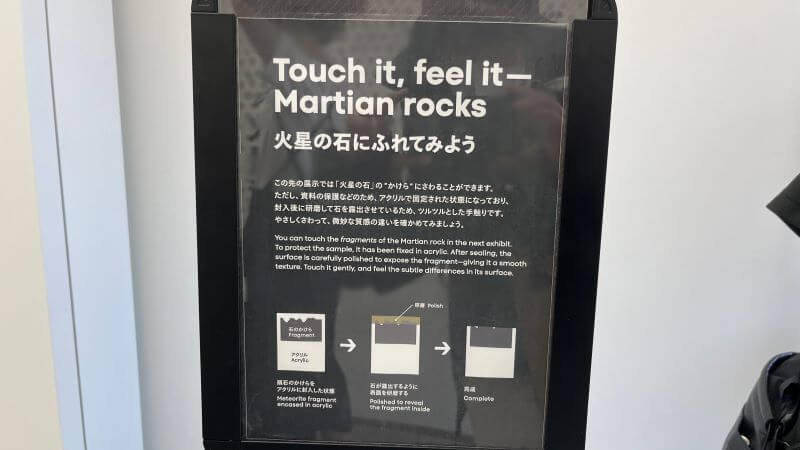 Touch it, feel it—
Martian rocks
火星の石にふれてみよう
この先の展示では「火星の石」の“かけら”にさわることができます。
ただし、資料の保護などのため、アクリルで固定された状態になっており、
封入後に研磨して石を露出させているため、ツルツルとした手触りです。
やさしくさわって、微妙な質感の違いを確かめてみましょう。
You can touch the fragments of the Martian rock in the next exhibit.
To protect the sample, it has been fixed in acrylic. After sealing, the
surface is carefully polished to expose the fragment—giving it a smooth
texture. Touch it gently, and feel the subtle differences in its surface.
研磨 Polish
石のかけら
Fragment
アクリル
Acrylic
隕石のかけらを
アクリルに封入した状態
Meteorite fragment
encased in acrylic
石が露出するように
表面を研磨する
Polished to reveal
the fragment inside
完成
Complete